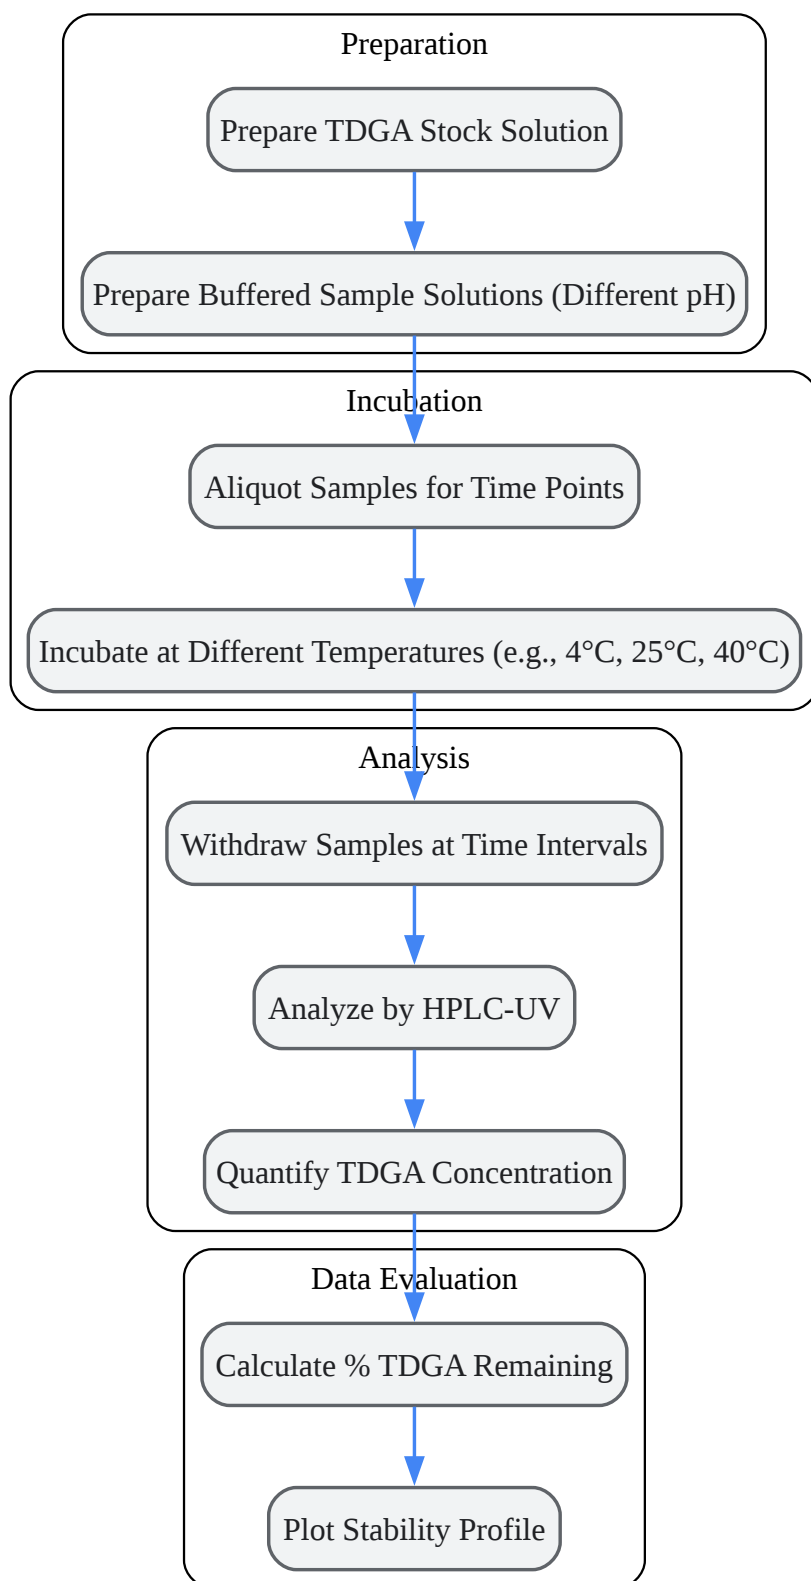 Preparation
Prepare TDGA Stock Solution
Prepare Buffered Sample Solutions (Different pH)
Incubation
Aliquot Samples for Time Points
Incubate at Different Temperatures (e.g., 4°C, 25°C, 40°C)
Analysis
Withdraw Samples at Time Intervals
Analyze by HPLC-UV
Quantify TDGA Concentration
Data Evaluation
Calculate % TDGA Remaining
Plot Stability Profile